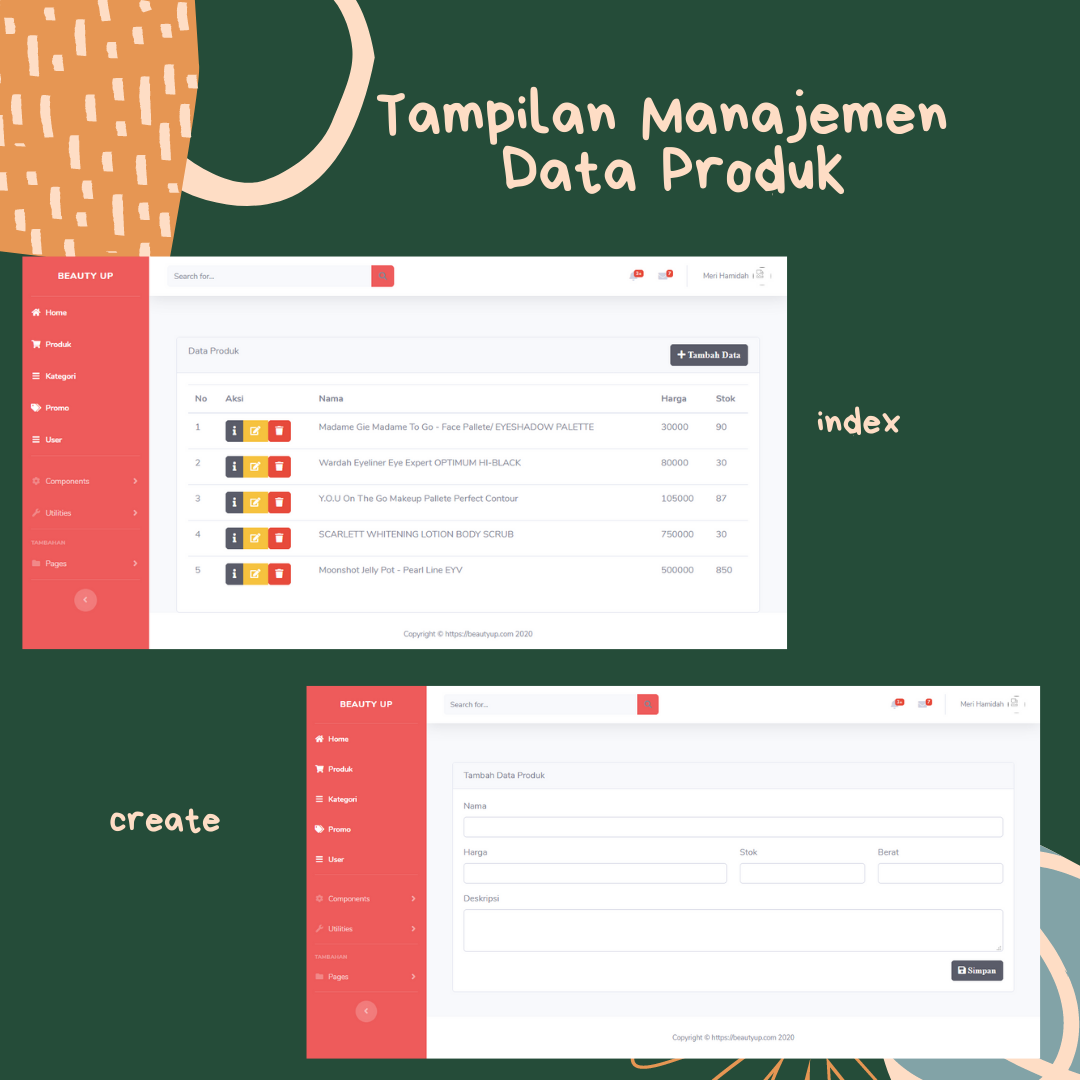 Tampilan Manajemen
Data Produk
BEAUTY UP
Search for...
3+
7
Meri Hamidah
Home
Produk
Kategori
Promo
User
Components
Utilities
TAMBAHAN
Pages
Data Produk
Tambah Data
No Aksi Nama Harga Stok
1 Madame Gie Madame To Go - Face Pallete/ EYESHADOW PALETTE 30000 90
2 Wardah Eyeliner Eye Expert OPTIMUM HI-BLACK 80000 30
3 Y.O.U On The Go Makeup Pallete Perfect Contour 105000 87
4 SCARLETT WHITENING LOTION BODY SCRUB 750000 30
5 Moonshot Jelly Pot - Pearl Line EYV 500000 850
Copyright © https://beautyup.com 2020
index
create
BEAUTY UP
Search for...
3+
7
Meri Hamidah
Home
Produk
Kategori
Promo
User
Components
Utilities
TAMBAHAN
Pages
Tambah Data Produk
Nama
Harga Stok Berat
Deskripsi
Simpan
Copyright © https://beautyup.com 2020